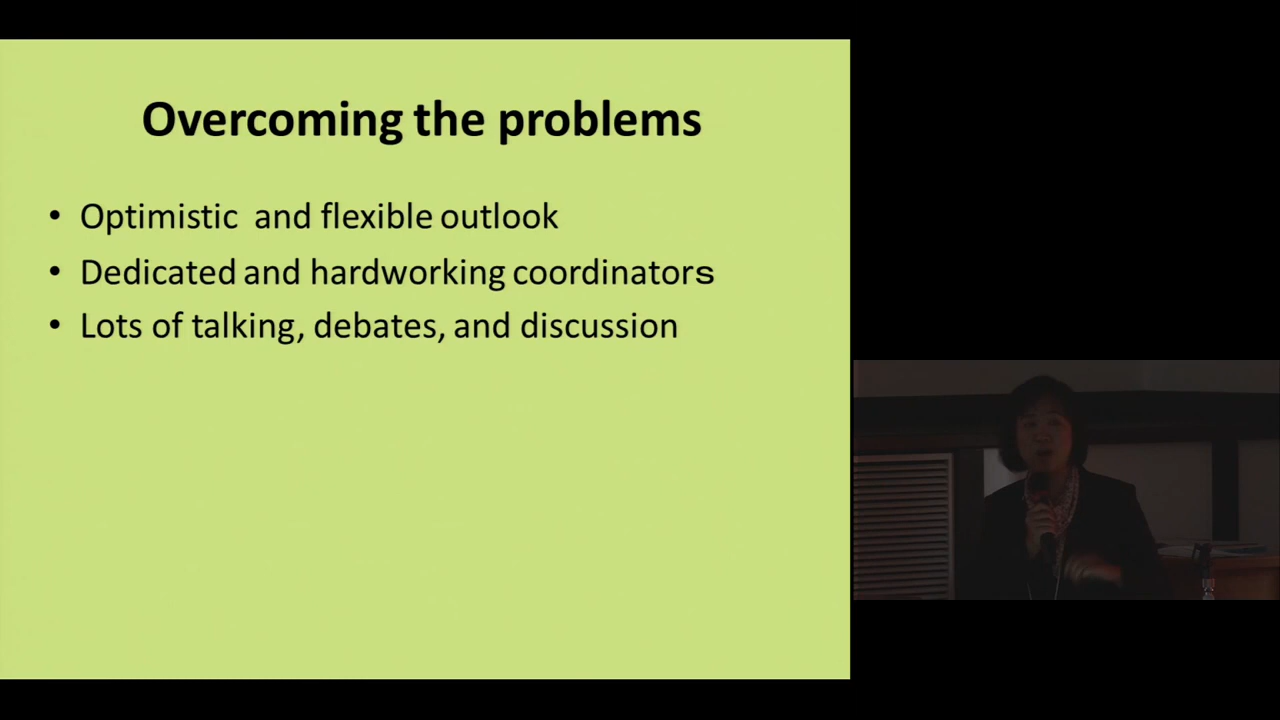 Overcoming the problems
• Optimistic  and flexible outlook
• Dedicated and hardworking coordinators
• Lots of talking, debates, and discussion